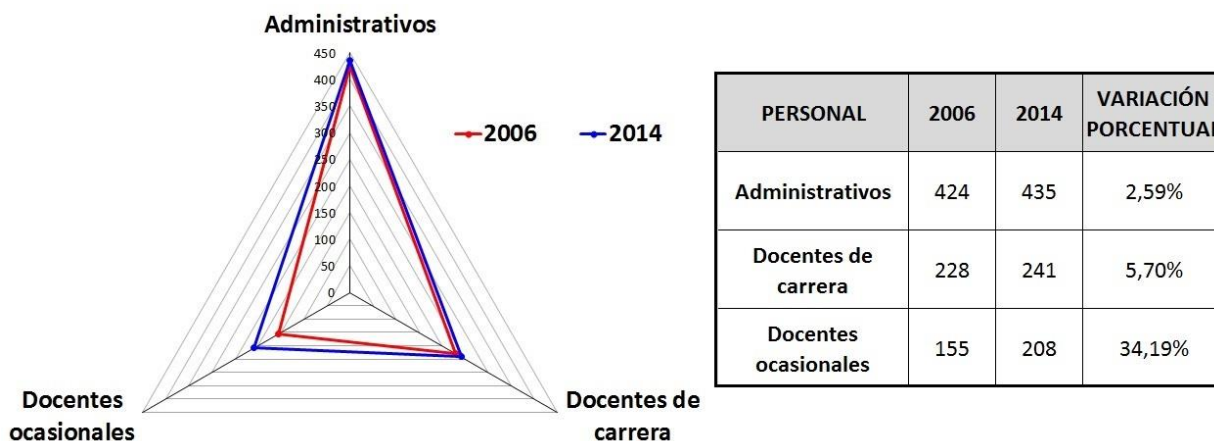 Administrativos
450
400
350
300
250
200
150
100
50
0
2006
2014
Docentes
ocasionales
Docentes de
carrera
PERSONAL 2006 2014 VARIACIÓN
PORCENTUAL
Administrativos 424 435 2,59%
Docentes de
carrera 228 241 5,70%
Docentes
ocasionales 155 208 34,19%